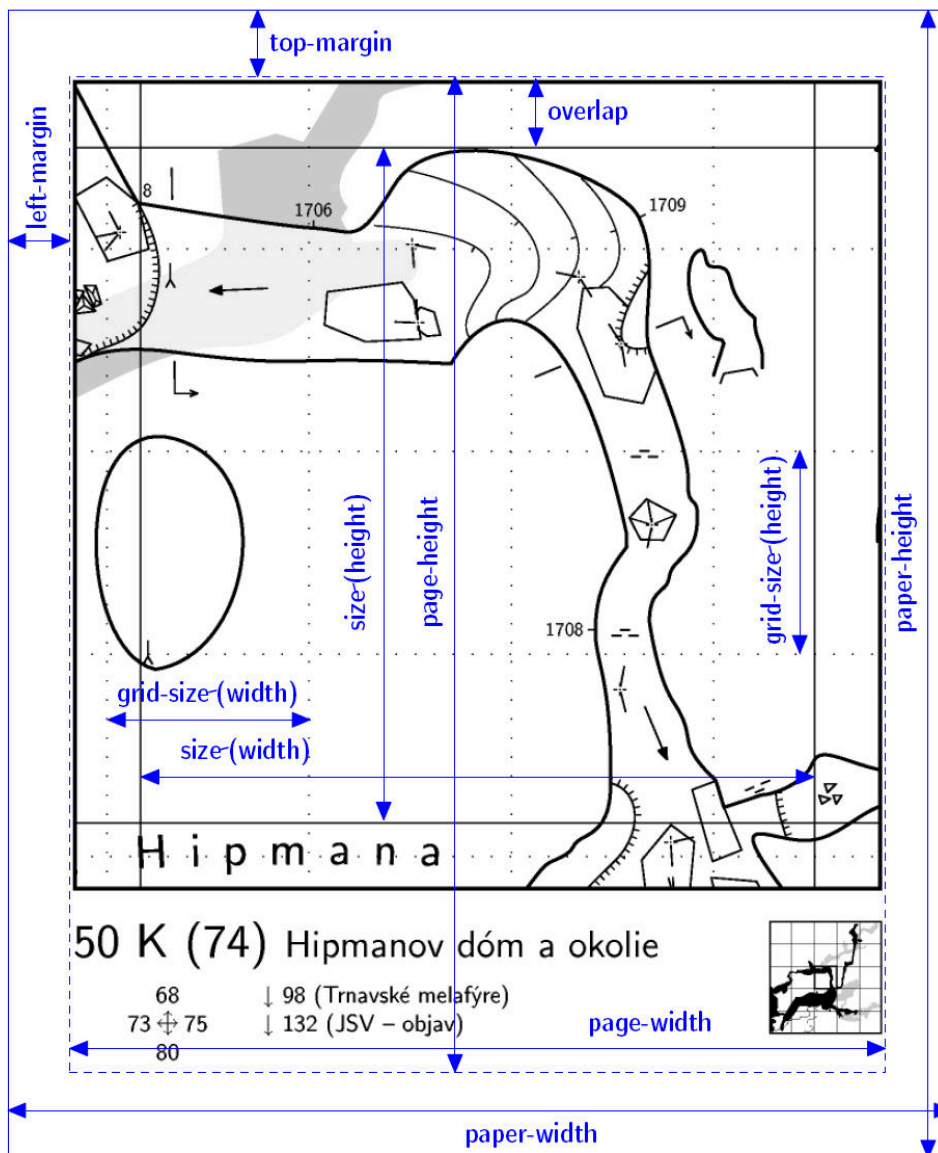 top-margin
overlap
left-margin
8
1706
1709
size (height)
page-height
grid-size (height)
paper-height
1708
grid-size (width)
size (width)
Hipmana
50 K (74) Hipmanov dóm a okolie
68
73 75
80
↓ 98 (Trnavské melafýre)
↓ 132 (JSV – objav)
page-width
paper-width